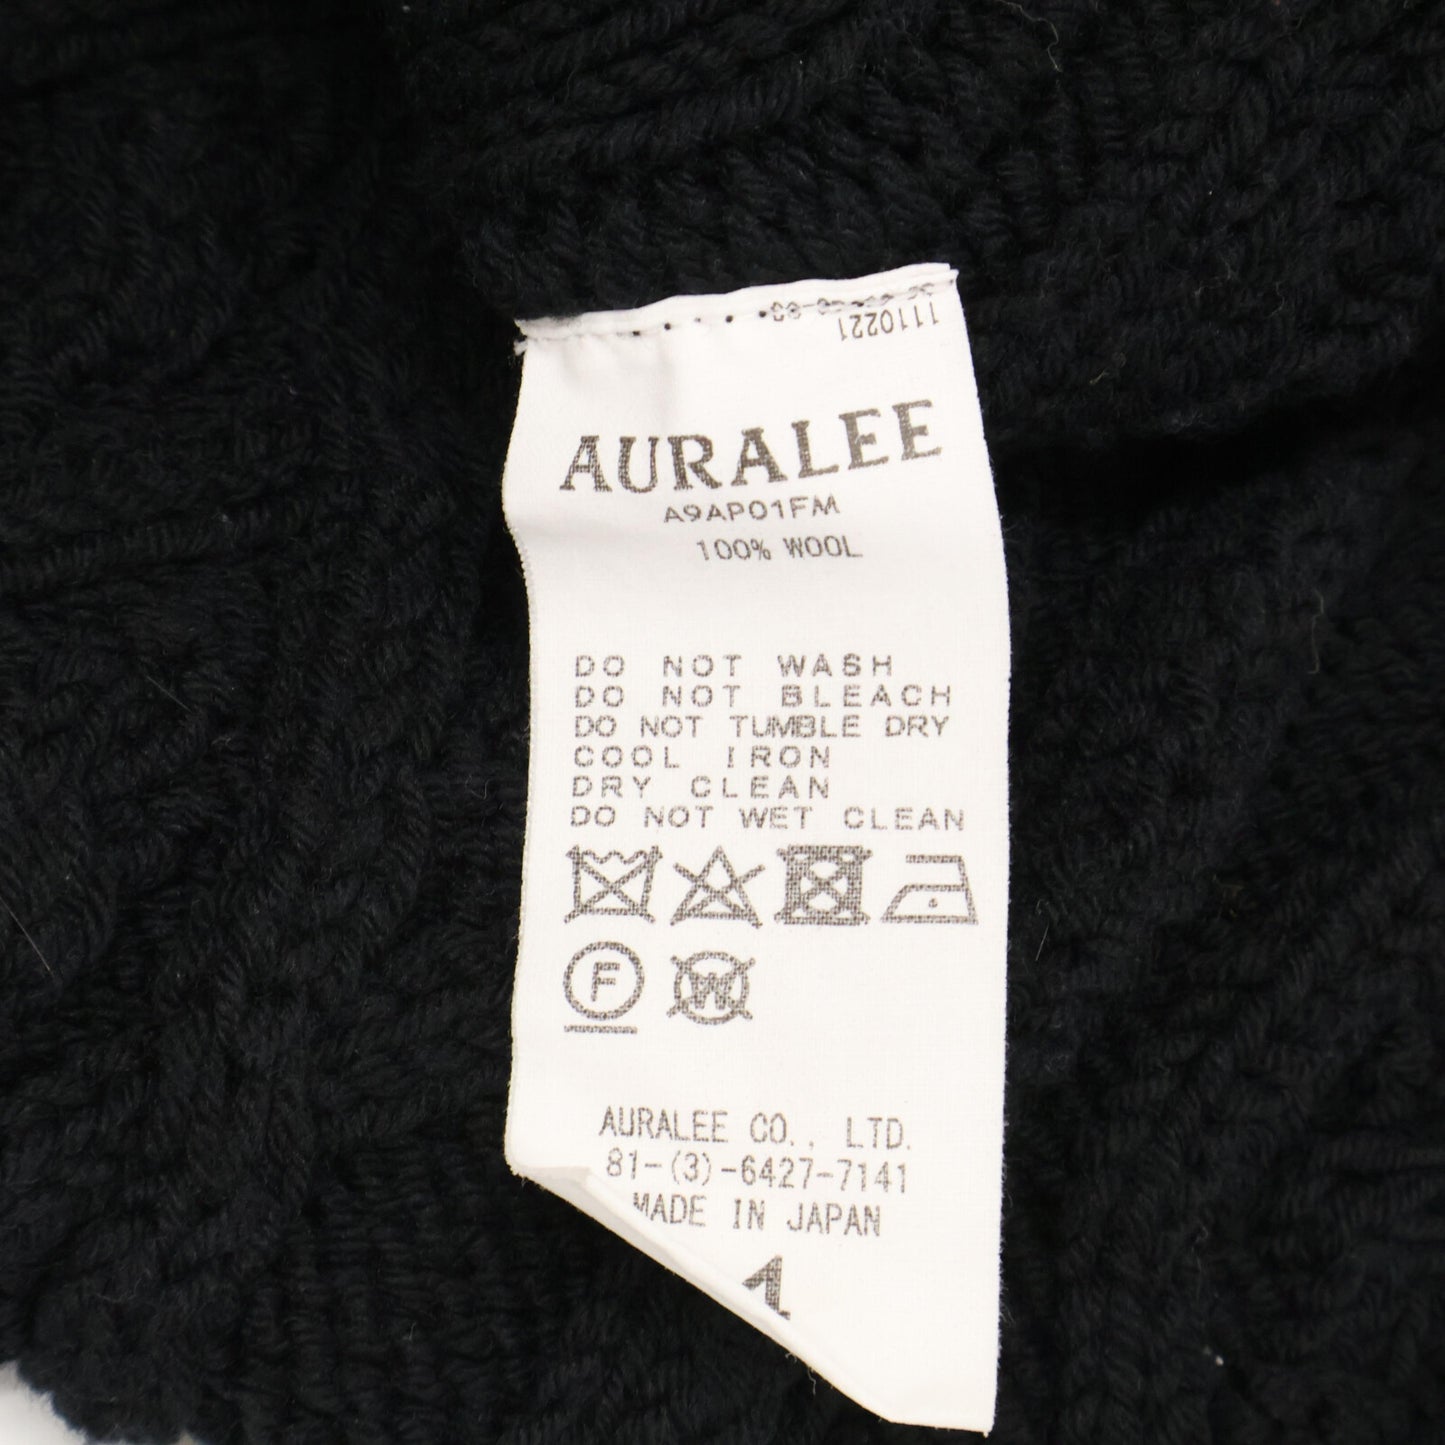 1110221
AURALEE
A9AP01FM
100% WOOL
DO NOT WASH
DO NOT BLEACH
DO NOT TUMBLE DRY
COOL IRON
DRY CLEAN
DO NOT WET CLEAN
F W
AURALEE CO., LTD.
81-(3)-6427-7141
MADE IN JAPAN
1